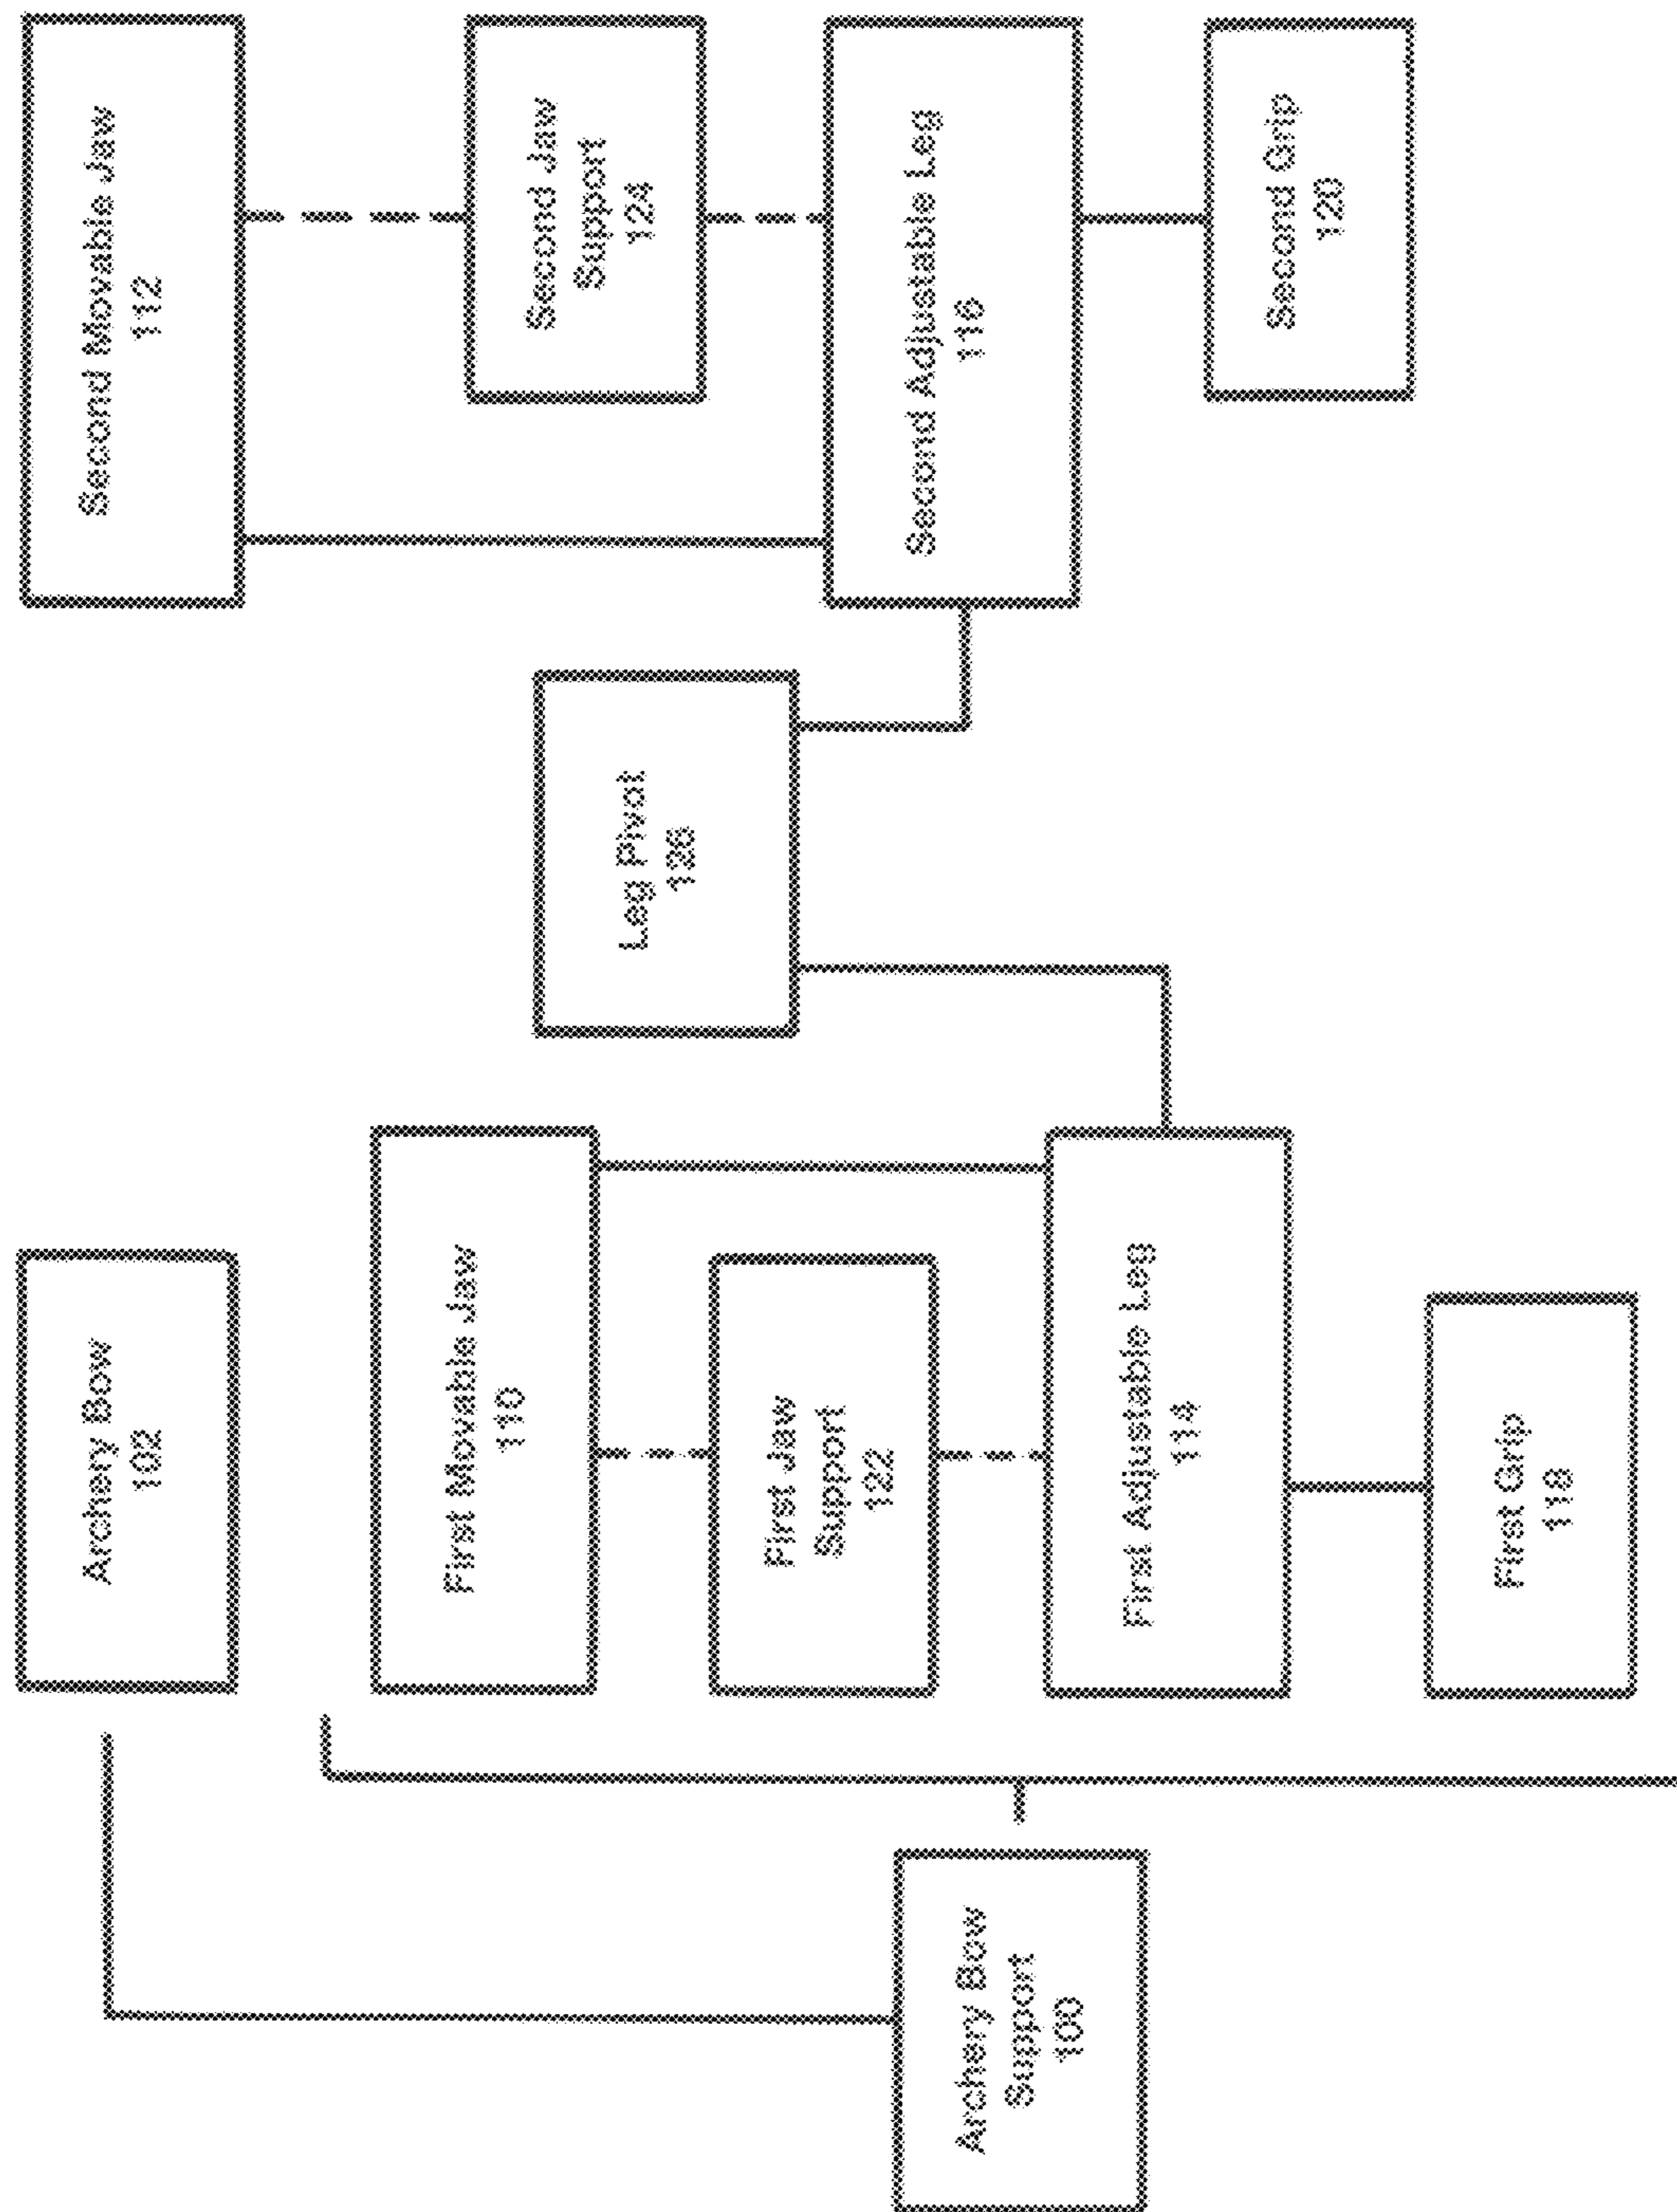 Archery Bow
102
Second Movable Jaw
112
First Movable Jaw
110
Second Jaw
Support
124
Leg Pivot
126
First Jaw
Support
122
Second Adjustable Leg
116
Archery Bow
Support
100
First Adjustable Leg
114
Second Grip
120
First Grip
118